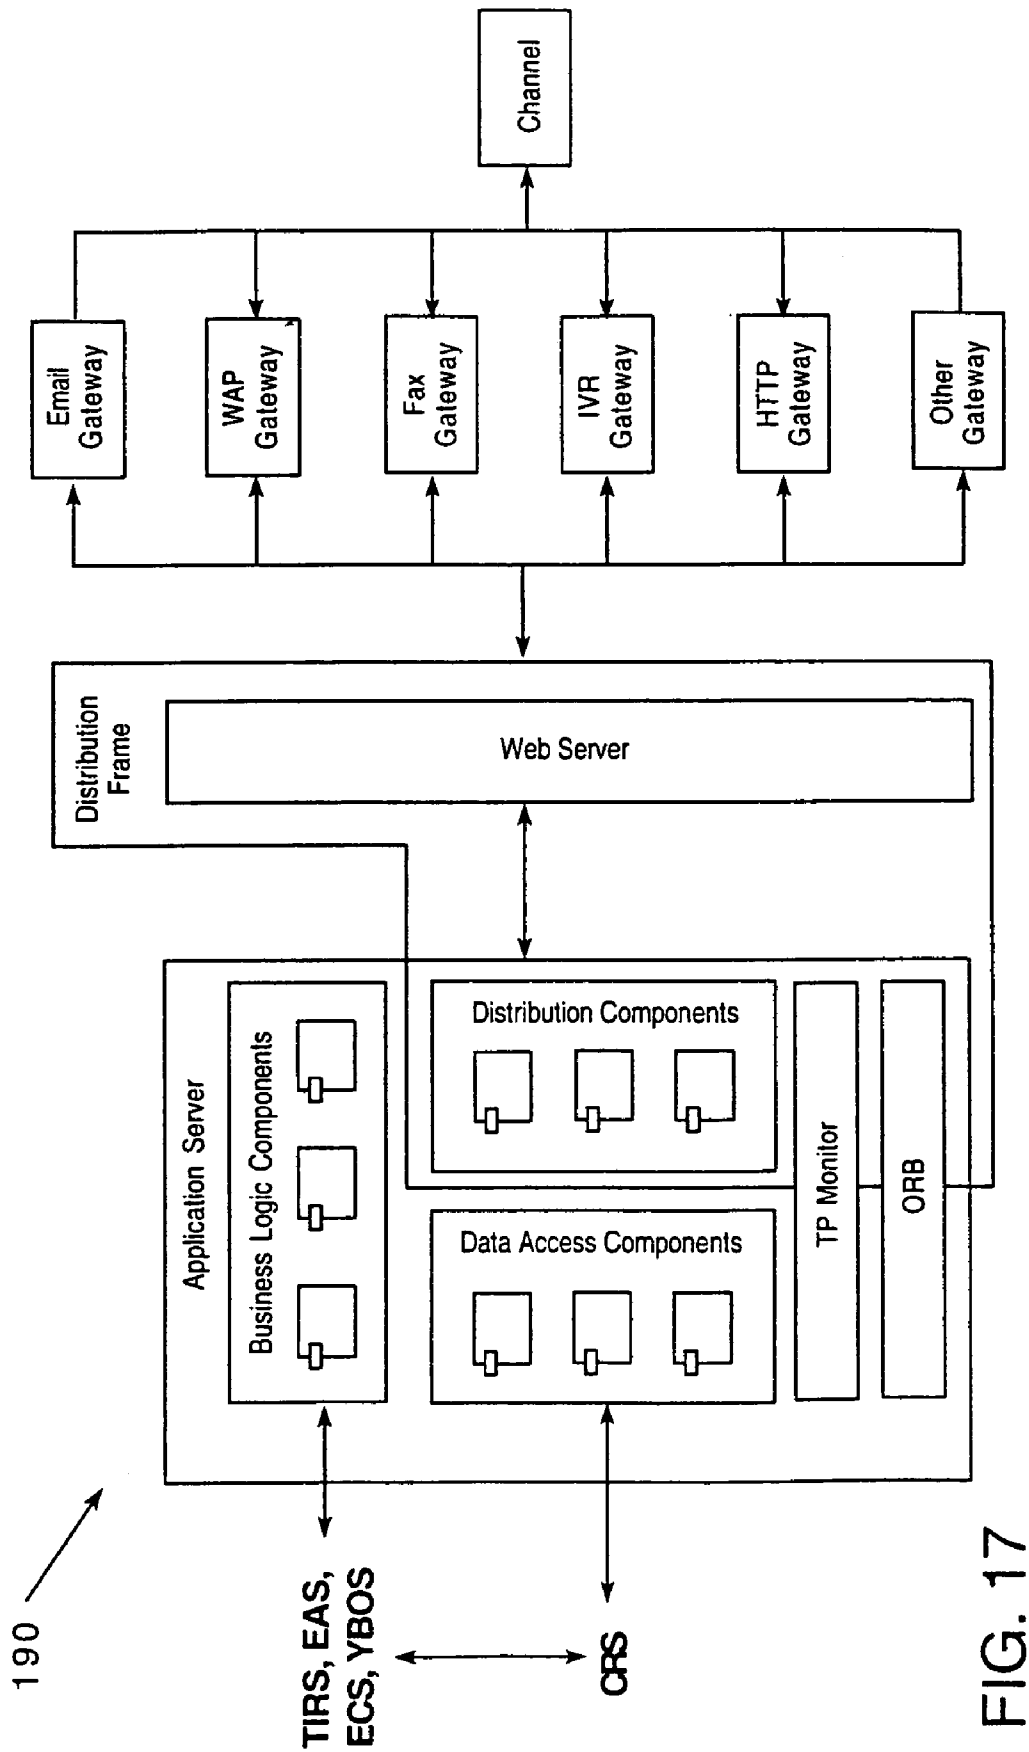 190
TIRS, EAS,
ECS, YBOS
CRS
Application Server
Business Logic Components
Data Access Components
Distribution Components
TP Monitor
ORB
Distribution
Frame
Web Server
Email
Gateway
WAP
Gateway
Fax
Gateway
IVR
Gateway
HTTP
Gateway
Other
Gateway
Channel
FIG. 17